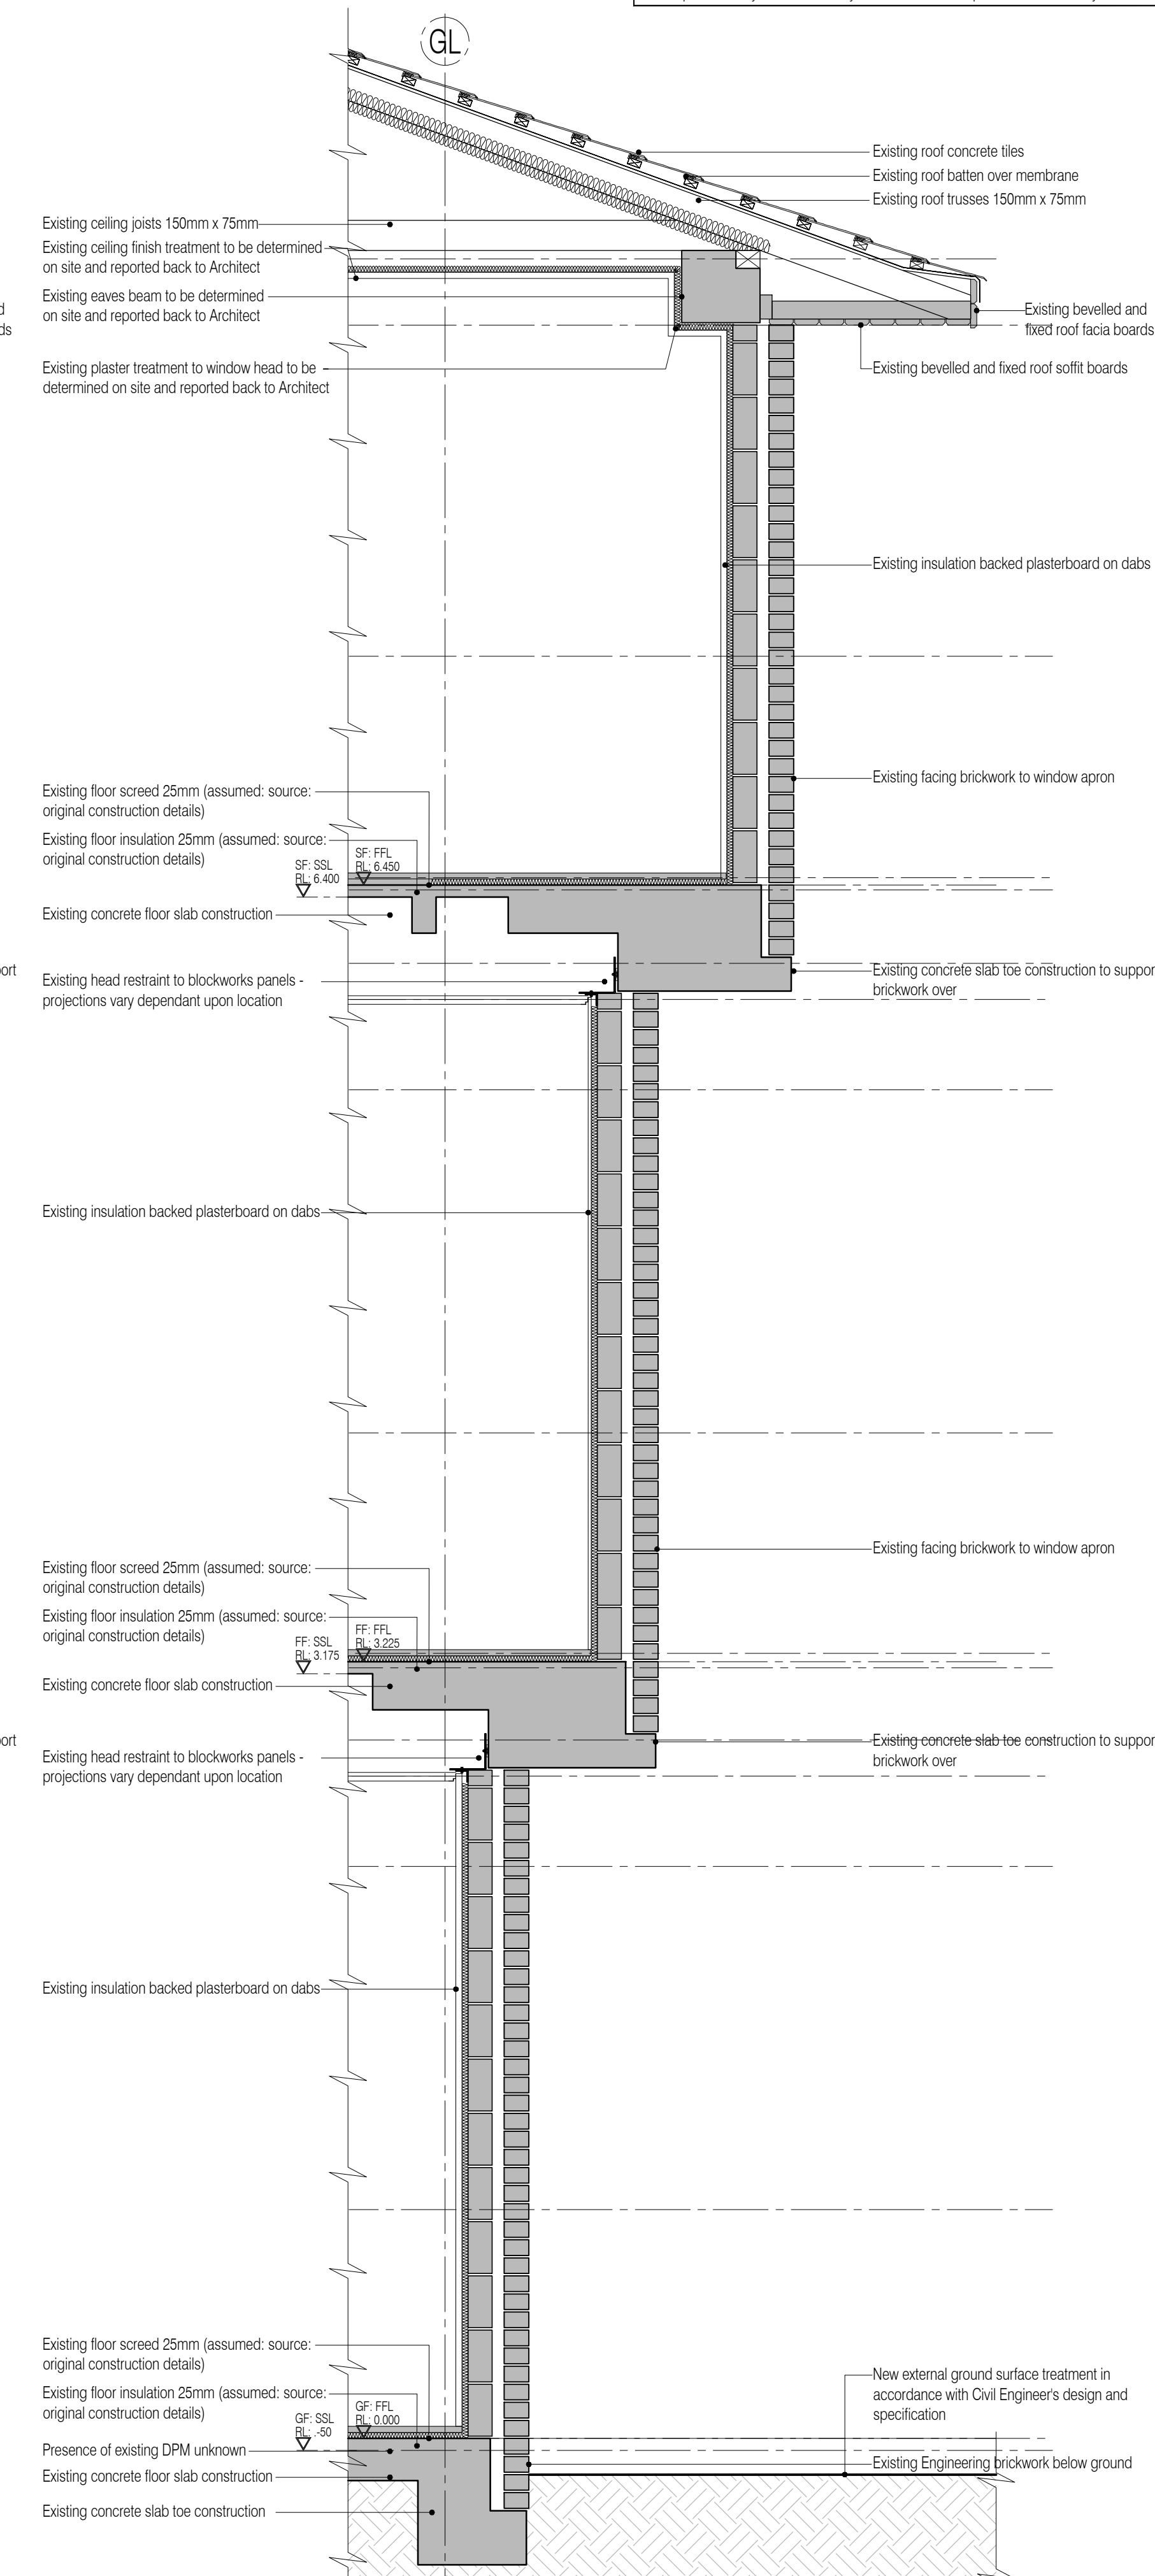 GL
Existing roof concrete tiles
Existing roof batten over membrane
Existing roof trusses 150mm x 75mm
Existing ceiling joists 150mm x 75mm
Existing ceiling finish treatment to be determined
on site and reported back to Architect
Existing eaves beam to be determined
on site and reported back to Architect
Existing bevelled and
fixed roof facia boards
Existing plaster treatment to window head to be
determined on site and reported back to Architect
Existing bevelled and fixed roof soffit boards
Existing insulation backed plasterboard on dabs
Existing facing brickwork to window apron
Existing floor screed 25mm (assumed: source:
original construction details)
Existing floor insulation 25mm (assumed: source:
original construction details)
SF: SSL
RL: 6.400
SF: FFL
RL: 6.450
Existing concrete floor slab construction
Existing head restraint to blockworks panels -
projections vary dependant upon location
Existing concrete slab toe construction to suppor
brickwork over
Existing insulation backed plasterboard on dabs
Existing facing brickwork to window apron
Existing floor screed 25mm (assumed: source:
original construction details)
Existing floor insulation 25mm (assumed: source:
original construction details)
FF: SSL
RL: 3.175
FF: FFL
RL: 3.225
Existing concrete floor slab construction
Existing head restraint to blockworks panels -
projections vary dependant upon location
Existing concrete slab toe construction to suppor
brickwork over
Existing insulation backed plasterboard on dabs
Existing floor screed 25mm (assumed: source:
original construction details)
Existing floor insulation 25mm (assumed: source:
original construction details)
GF: SSL
RL: .-50
GF: FFL
RL: 0.000
New external ground surface treatment in
accordance with Civil Engineer's design and
specification
Presence of existing DPM unknown
Existing Engineering brickwork below ground
Existing concrete floor slab construction
Existing concrete slab toe construction